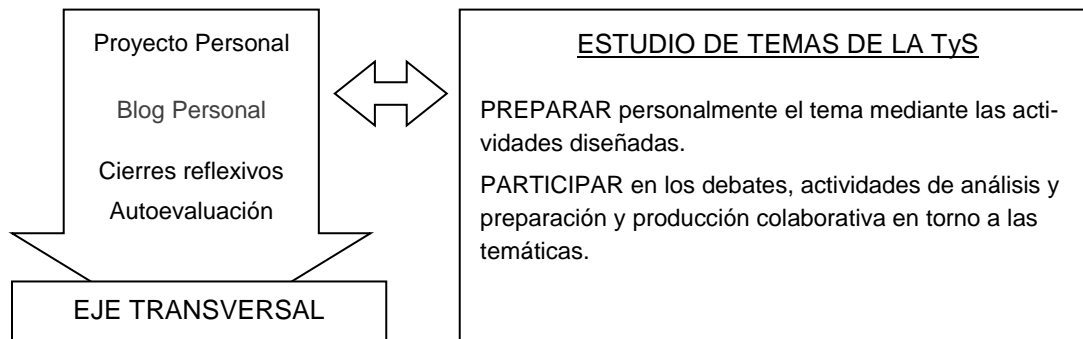 Proyecto Personal
Blog Personal
Cierres reflexivos
Autoevaluación
EJE TRANSVERSAL
ESTUDIO DE TEMAS DE LA TyS
PREPARAR personalmente el tema mediante las acti-
vidades diseñadas.
PARTICIPAR en los debates, actividades de análisis y
preparación y producción colaborativa en torno a las
temáticas.